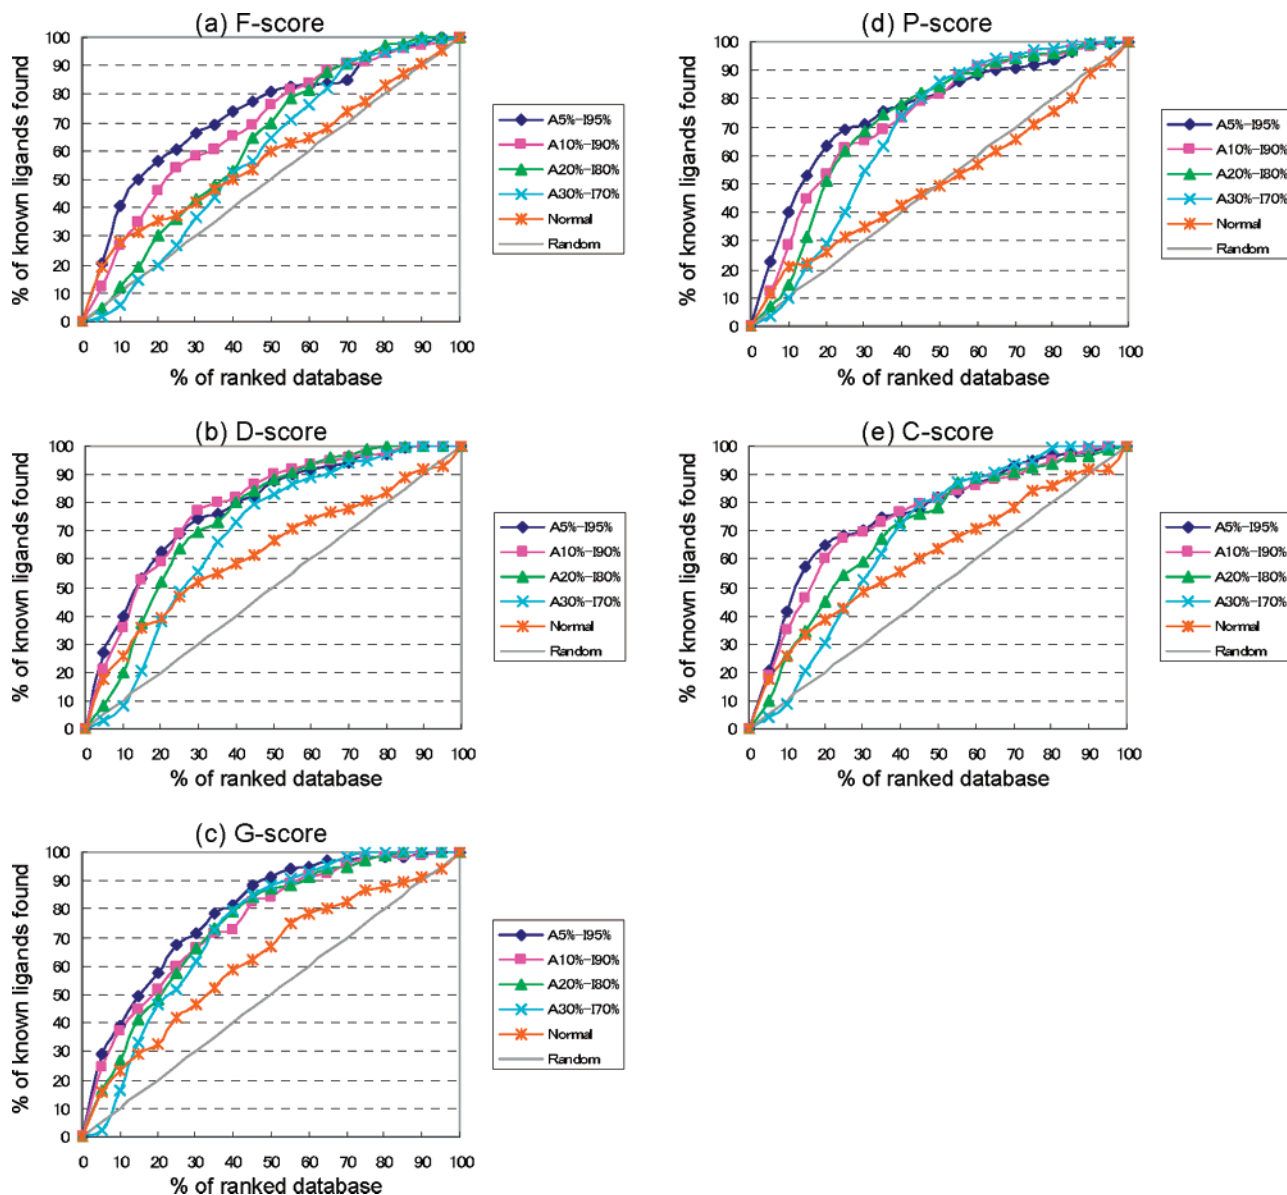 (a) F-score
% of known ligands found
100
90
80
70
60
50
40
30
20
10
0
0 10 20 30 40 50 60 70 80 90 100
% of ranked database
A5%-I95%
A10%-I90%
A20%-I80%
A30%-I70%
Normal
Random
(d) P-score
% of known ligands found
100
90
80
70
60
50
40
30
20
10
0
0 10 20 30 40 50 60 70 80 90 100
% of ranked database
A5%-I95%
A10%-I90%
A20%-I80%
A30%-I70%
Normal
Random
(b) D-score
% of known ligands found
100
90
80
70
60
50
40
30
20
10
0
0 10 20 30 40 50 60 70 80 90 100
% of ranked database
A5%-I95%
A10%-I90%
A20%-I80%
A30%-I70%
Normal
Random
(e) C-score
% of known ligands found
100
90
80
70
60
50
40
30
20
10
0
0 10 20 30 40 50 60 70 80 90 100
% of ranked database
A5%-I95%
A10%-I90%
A20%-I80%
A30%-I70%
Normal
Random
(c) G-score
% of known ligands found
100
90
80
70
60
50
40
30
20
10
0
0 10 20 30 40 50 60 70 80 90 100
% of ranked database
A5%-I95%
A10%-I90%
A20%-I80%
A30%-I70%
Normal
Random